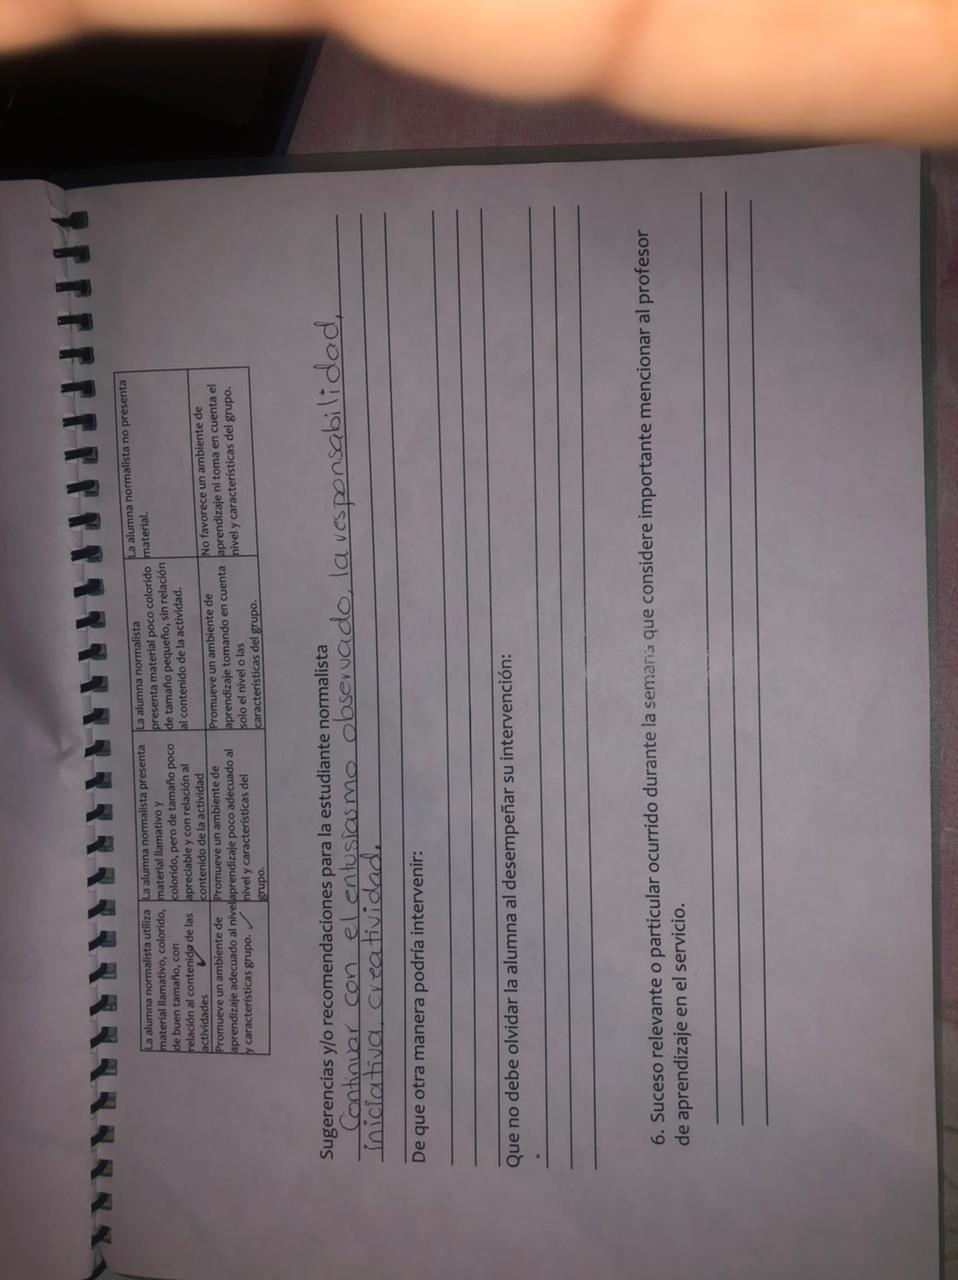 La alumna normalista utiliza
material llamativo, colorido,
de buen tamaño, con
relación al contenido de las
actividades ✓
La alumna normalista presenta
material llamativo y
colorido, pero de tamaño poco
apreciable y con relación al
contenido de la actividad
La alumna normalista
presenta material poco colorido
de tamaño pequeño, sin relación
al contenido de la actividad.
La alumna normalista no presenta
material.
Promueve un ambiente de
aprendizaje adecuado al nivel
y características grupo. ✓
Promueve un ambiente de
aprendizaje poco adecuado al
nivel y características del
grupo.
Promueve un ambiente de
aprendizaje tomando en cuenta
solo el nivel o las
características del grupo.
No favorece un ambiente de
aprendizaje ni toma en cuenta el
nivel y características del grupo.
Sugerencias y/o recomendaciones para la estudiante normalista
Continuar con el entusiasmo observado, la responsabilidad,
iniciativa, creatividad.
De que otra manera podría intervenir:
Que no debe olvidar la alumna al desempeñar su intervención:
6. Suceso relevante o particular ocurrido durante la semana que considere importante mencionar al profesor
de aprendizaje en el servicio.